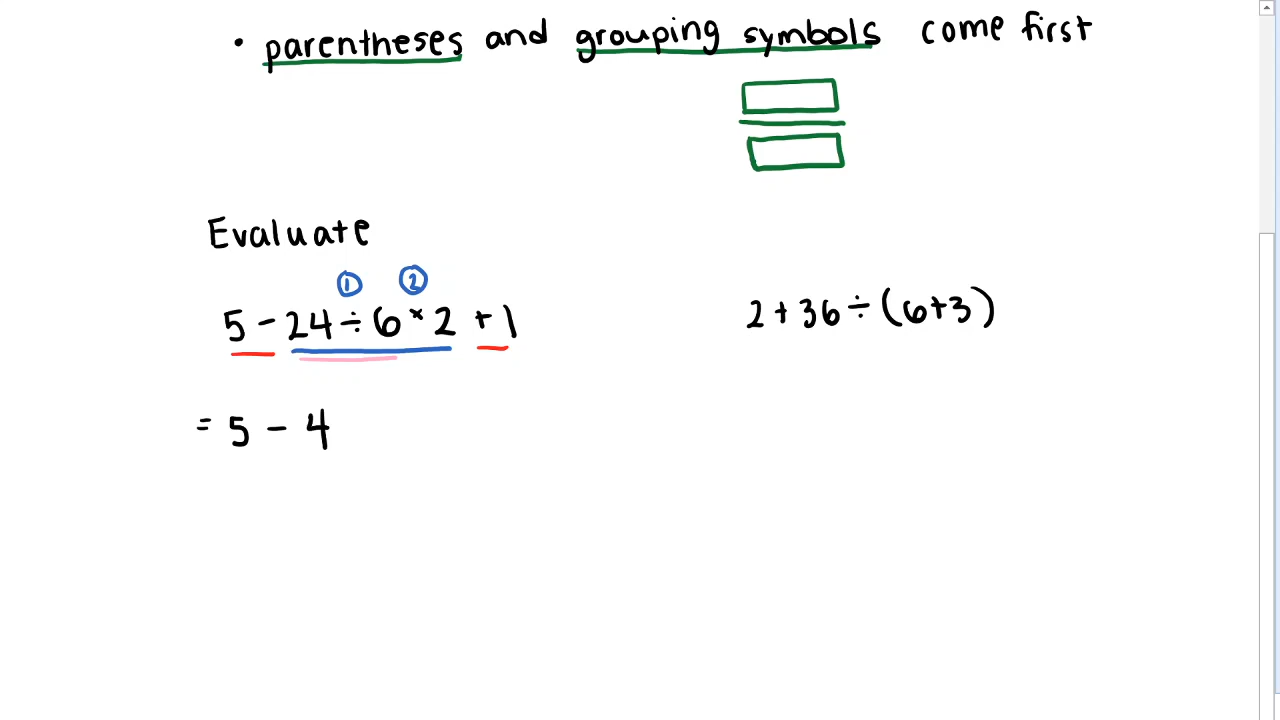 • parentheses and grouping symbols come first
Evaluate
① ②
5 - 24 ÷ 6 × 2 + 1
2 + 36 ÷ (6+3)
= 5 - 4